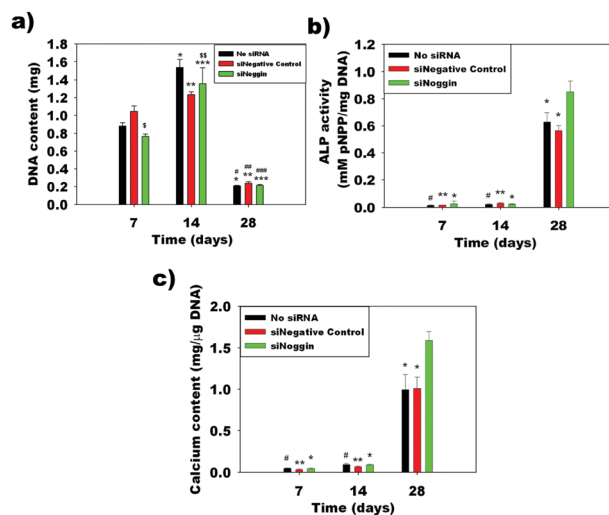 a)
DNA content (mg)
1.8
1.6
1.4
1.2
1.0
0.8
0.6
0.4
0.2
0.0
No siRNA
siNegative Control
siNoggin
$
*
**
$$
***
#
*
##
**
###
***
7 14 28
Time (days)
b)
ALP activity
(mM pNPP/mg DNA)
1.2
1.0
0.8
0.6
0.4
0.2
0.0
No siRNA
siNegative Control
siNoggin
# ** *
# ** *
* *
7 14 28
Time (days)
c)
Calcium content (mg/μg DNA)
2.0
1.5
1.0
0.5
0.0
No siRNA
siNegative Control
siNoggin
# ** *
# ** *
* *
7 14 28
Time (days)